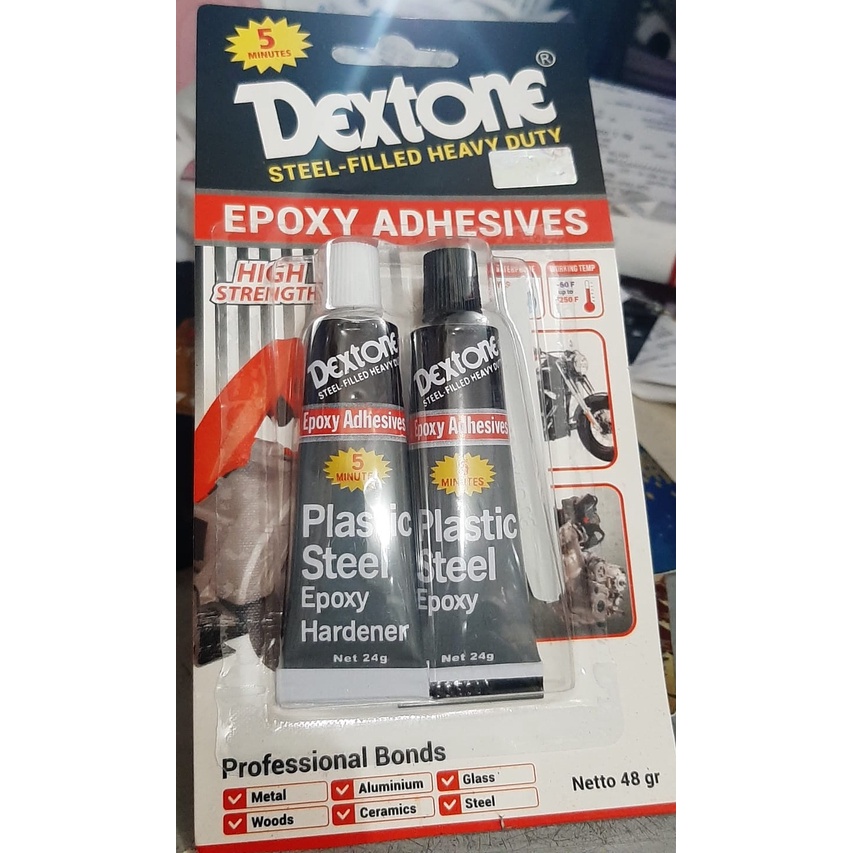 5
MINUTES
DEXTONE®
STEEL-FILLED HEAVY DUTY
EPOXY ADHESIVES
HIGH
STRENGTH
WORKING TEMP
-60 F
up to
250 F
DEXTONE
STEEL-FILLED HEAVY DU
Epoxy Adhesives
5
MINUTES
Plastic
Steel
Epoxy
Hardener
Net 24g
DEXTONE
STEEL-FILLED HEAVY DU
Epoxy Adhesives
MINUTES
Plastic
Steel
Epoxy
Net 24g
Professional Bonds
Metal
Aluminium
Glass
Woods
Ceramics
Steel
Netto 48 gr